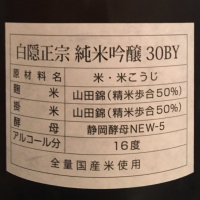 白隠正宗 純米吟醸 30BY
原材料名 米・米こうじ
麹米 山田錦(精米歩合50%)
掛米 山田錦(精米歩合50%)
酵母 静岡酵母NEW-5
アルコール分 16度
全量国産米使用